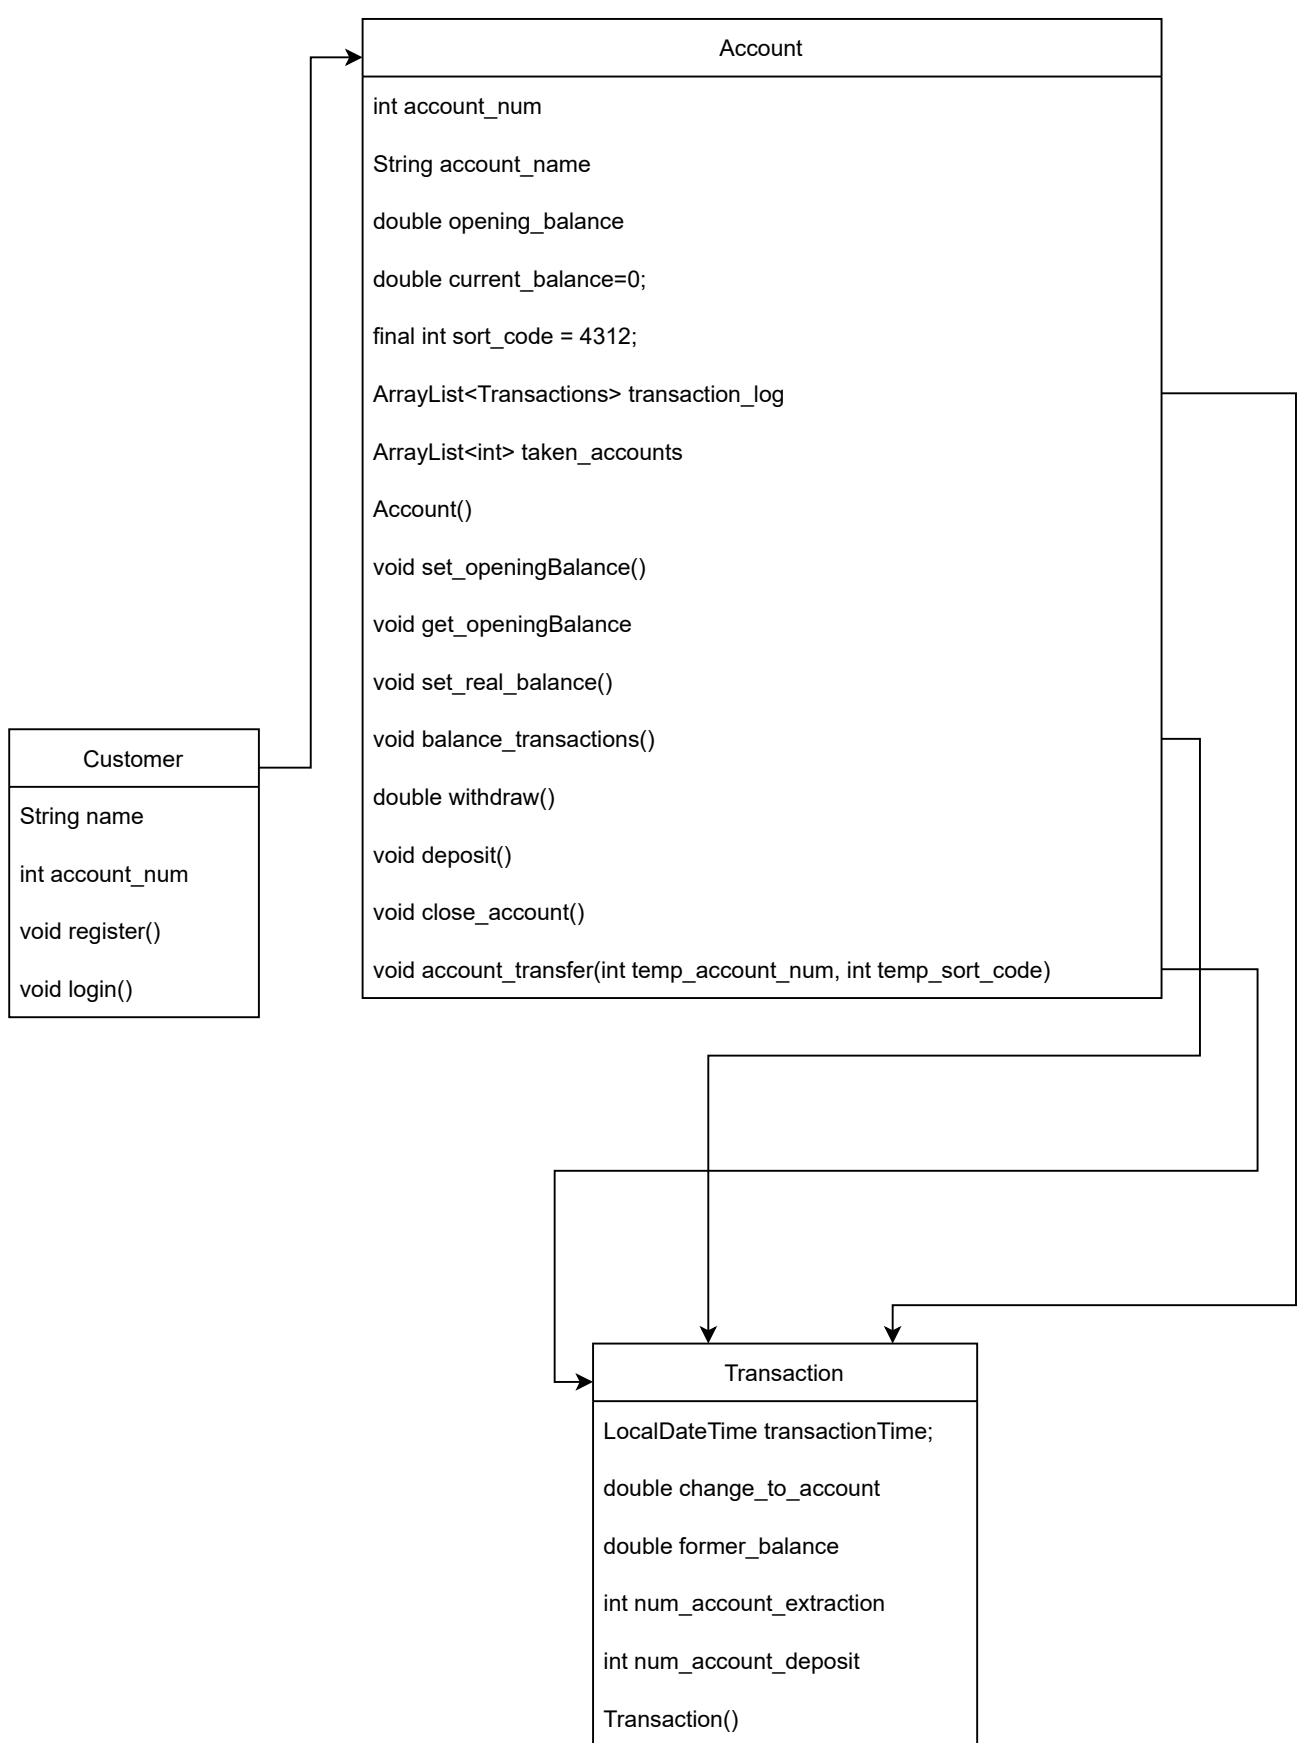 Account
int account_num
String account_name
double opening_balance
double current_balance=0;
final int sort_code = 4312;
ArrayList<Transactions> transaction_log
ArrayList<int> taken_accounts
Account()
void set_openingBalance()
void get_openingBalance
void set_real_balance()
void balance_transactions()
double withdraw()
void deposit()
void close_account()
void account_transfer(int temp_account_num, int temp_sort_code)
Customer
String name
int account_num
void register()
void login()
Transaction
LocalDateTime transactionTime;
double change_to_account
double former_balance
int num_account_extraction
int num_account_deposit
Transaction()